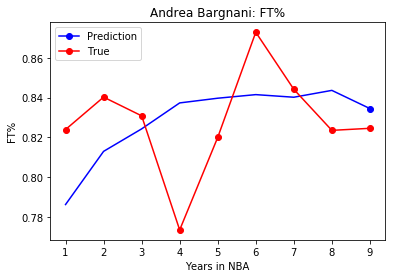 Andrea Bargnani: FT%
Prediction
True
FT%
0.86
0.84
0.82
0.80
0.78
1 2 3 4 5 6 7 8 9
Years in NBA